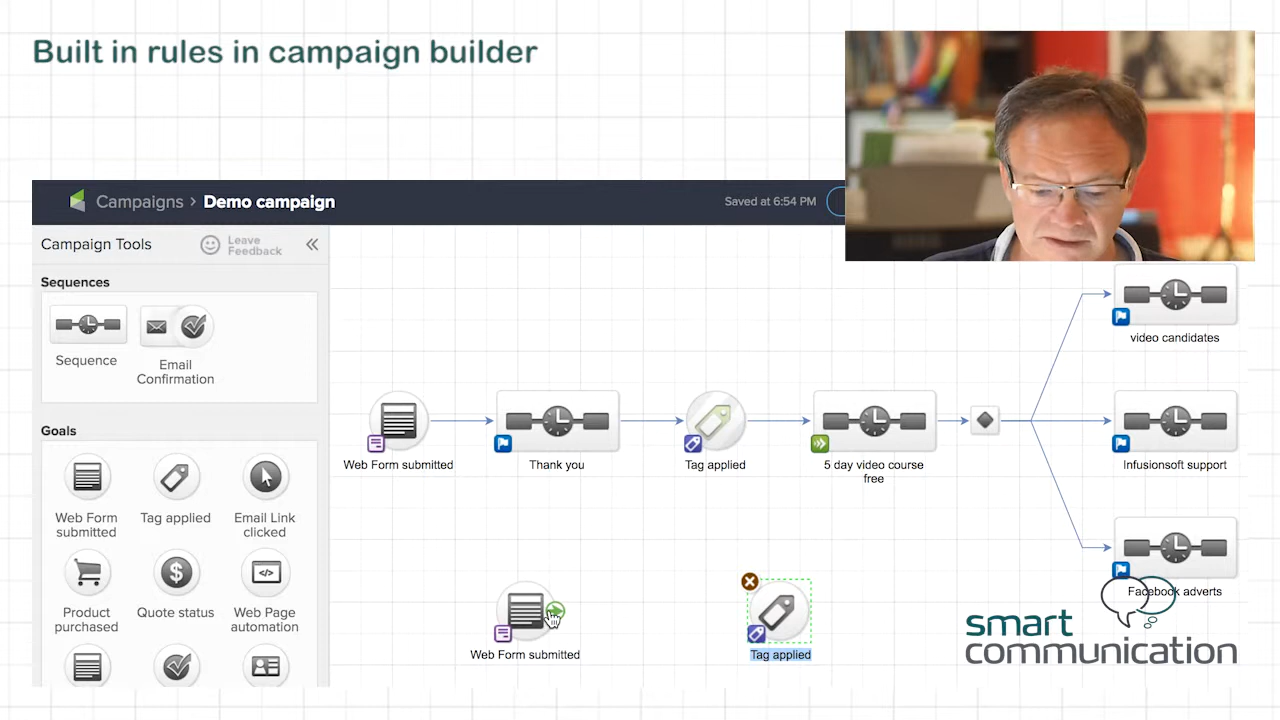 Built in rules in campaign builder
Campaigns › Demo campaign
Saved at 6:54 PM
Campaign Tools
Leave
Feedback
Sequences
Sequence
Email
Confirmation
Goals
Web Form
submitted
Tag applied
Email Link
clicked
Product
purchased
Quote status
Web Page
automation
Web Form submitted
Thank you
Tag applied
5 day video course
free
video candidates
Infusionsoft support
Facebook adverts
Web Form submitted
Tag applied
smart
communication